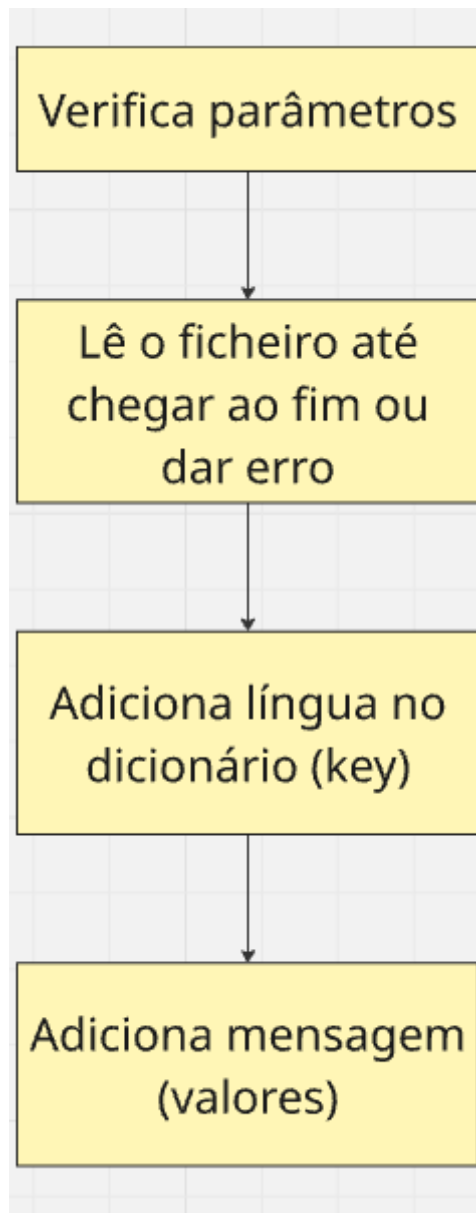 Verifica parâmetros
Lê o ficheiro até
chegar ao fim ou
dar erro
Adiciona língua no
dicionário (key)
Adiciona mensagem
(valores)